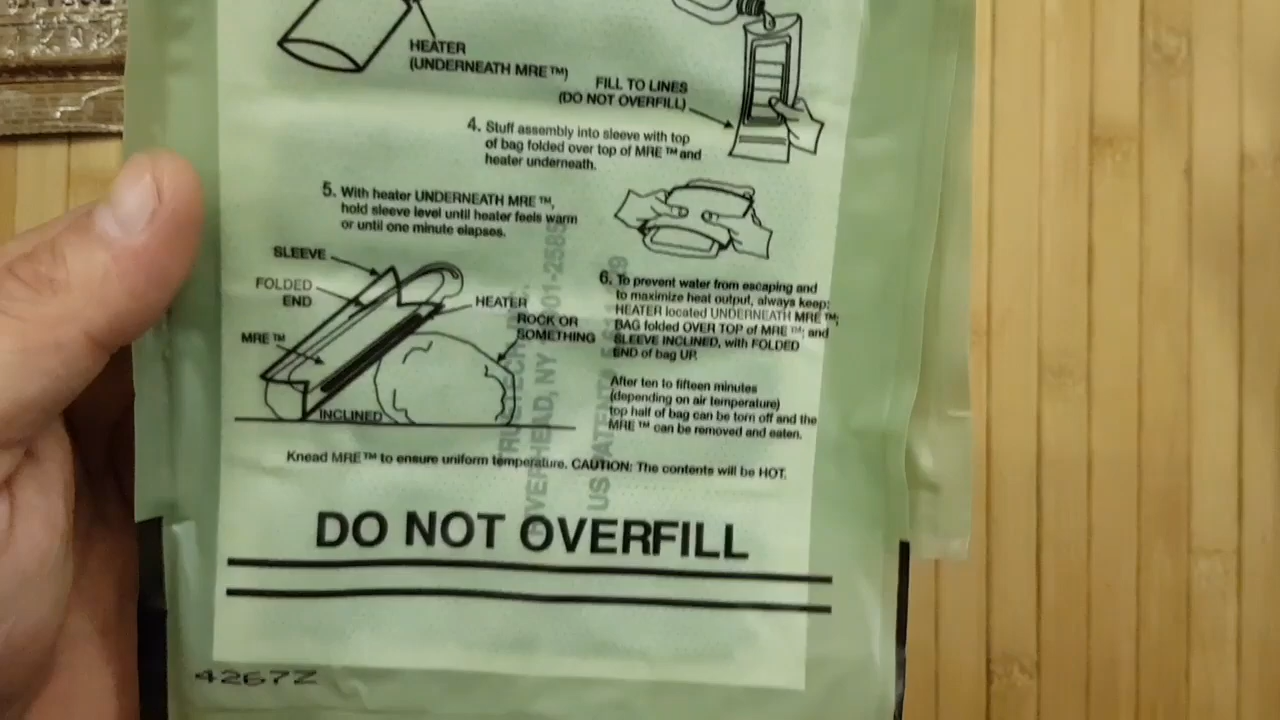 HEATER
(UNDERNEATH MRE™)
FILL TO LINES
(DO NOT OVERFILL)
4. Stuff assembly into sleeve with top
of bag folded over top of MRE™ and
heater underneath.
5. With heater UNDERNEATH MRE™,
hold sleeve level until heater feels warm
or until one minute elapses.
SLEEVE
FOLDED
END
MRE™
HEATER
ROCK OR
SOMETHING
INCLINED
6. To prevent water from escaping and
to maximize heat output, always keep:
HEATER located UNDERNEATH MRE™;
BAG folded OVER TOP of MRE™; and
SLEEVE INCLINED, with FOLDED
END of bag UP.
After ten to fifteen minutes
(depending on air temperature)
top half of bag can be torn off and the
MRE™ can be removed and eaten.
Knead MRE™ to ensure uniform temperature. CAUTION: The contents will be HOT.
DO NOT OVERFILL
4267Z